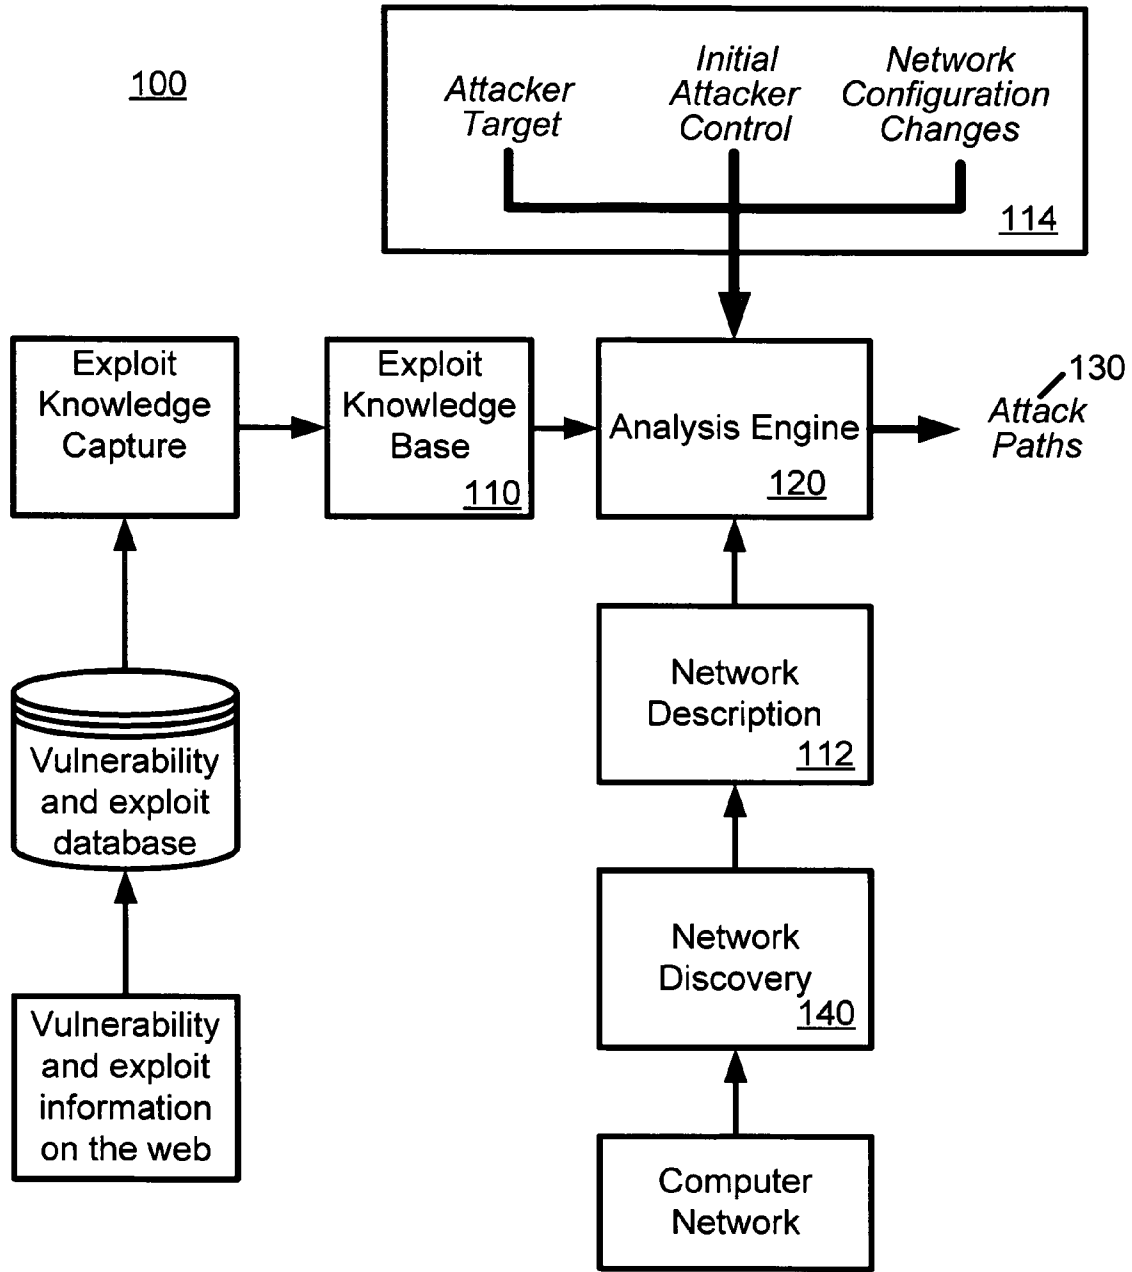 100
Attacker
Target
Initial
Attacker
Control
Network
Configuration
Changes
114
Exploit
Knowledge
Capture
Exploit
Knowledge
Base
110
Analysis Engine
120
130
Attack
Paths
Network
Description
112
Vulnerability
and exploit
database
Network
Discovery
140
Vulnerability
and exploit
information
on the web
Computer
Network